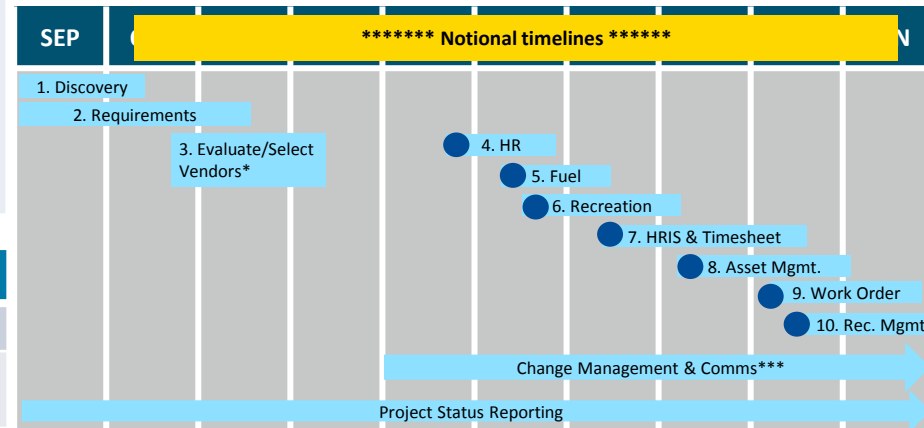 SEP
******* Notional timelines ******
1. Discovery
2. Requirements
3. Evaluate/Select
Vendors*
4. HR
5. Fuel
6. Recreation
7. HRIS & Timesheet
8. Asset Mgmt.
9. Work Order
10. Rec. Mgmt
Change Management & Comms***
Project Status Reporting